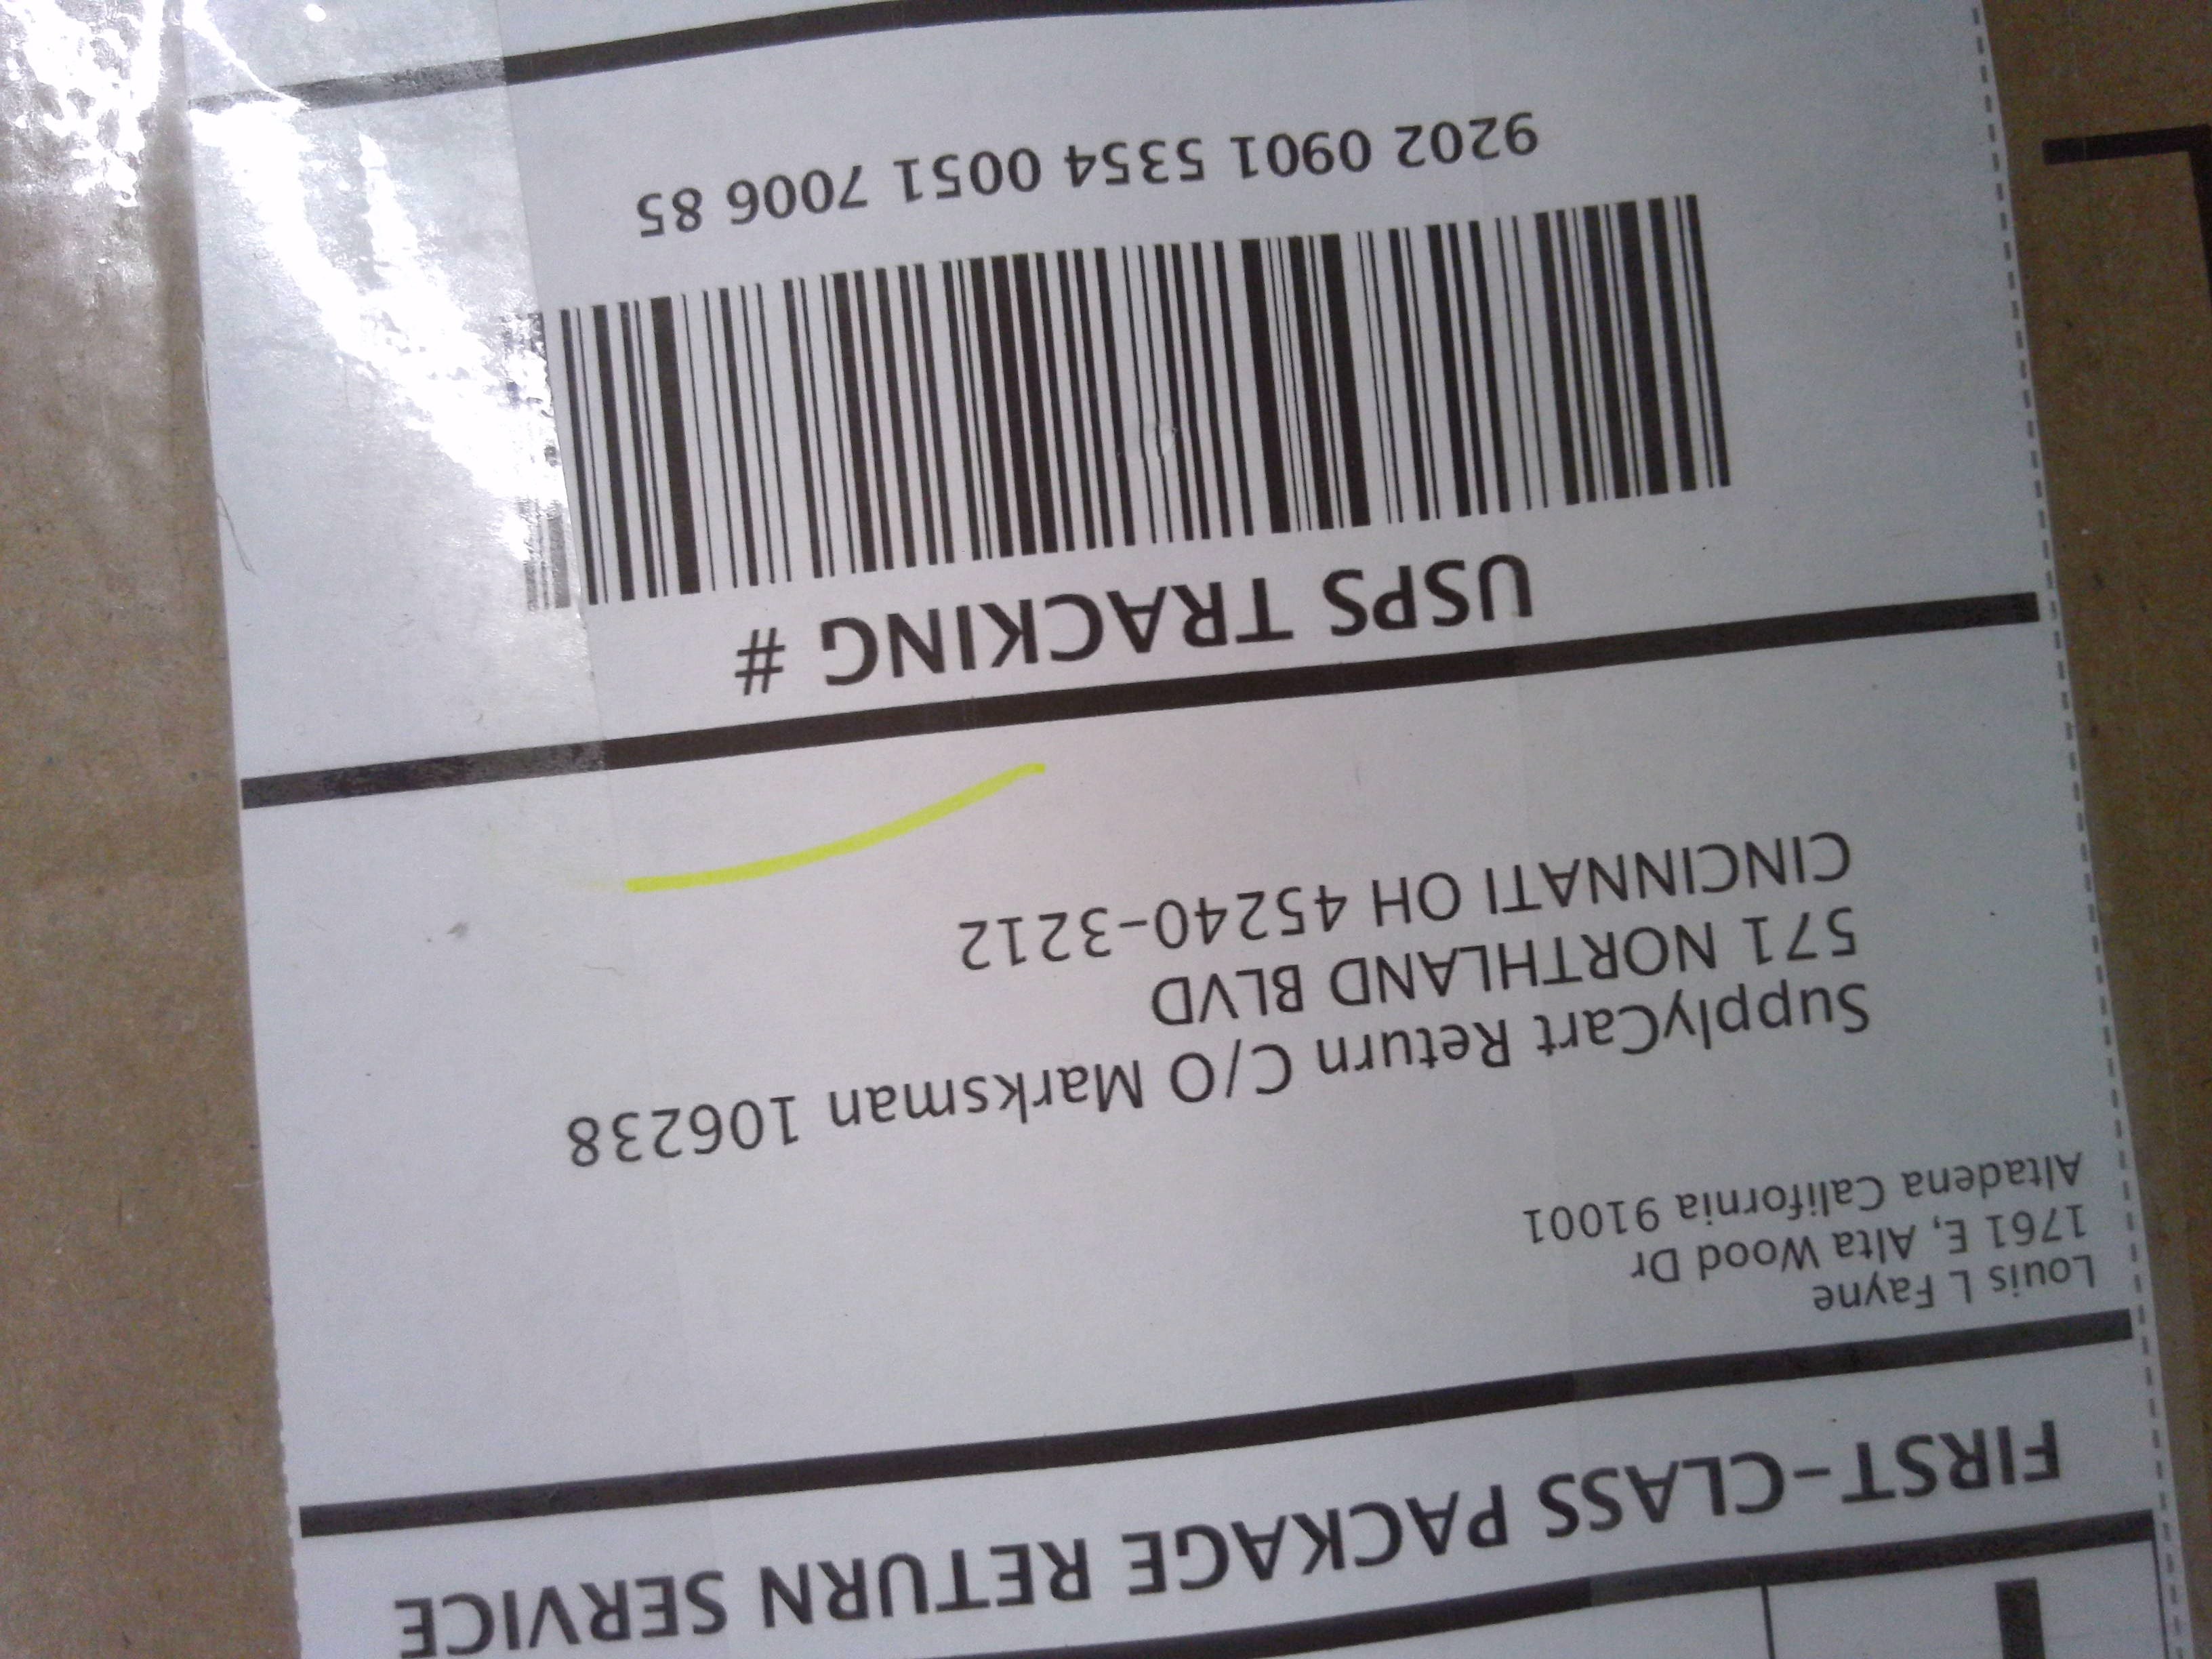 FIRST-CLASS PACKAGE RETURN SERVICE
Louis L Fayne
1761 E, Alta Wood Dr
Altadena California 91001
SupplyCart Return C/O Marksman 106238
571 NORTHLAND BLVD
CINCINNATI OH 45240-3212
USPS TRACKING #
9202 0901 5354 0051 7006 85